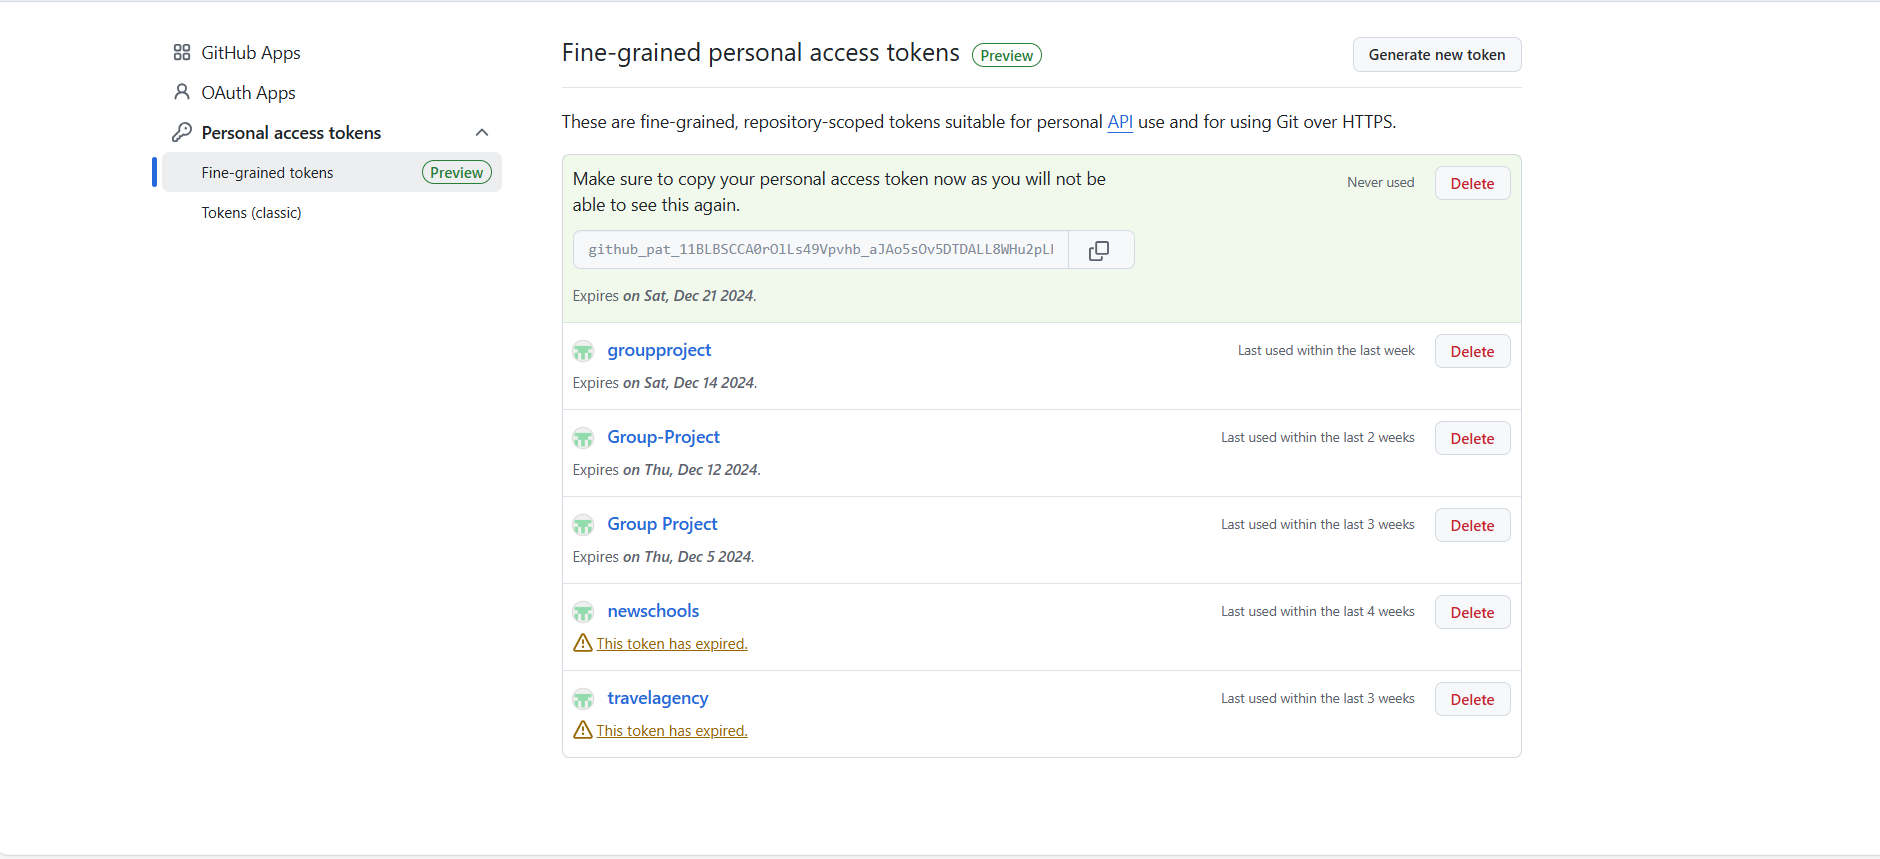 GitHub Apps
OAuth Apps
Personal access tokens
Fine-grained tokens Preview
Tokens (classic)
Fine-grained personal access tokens Preview
Generate new token
These are fine-grained, repository-scoped tokens suitable for personal API use and for using Git over HTTPS.
Make sure to copy your personal access token now as you will not be
able to see this again.
Never used Delete
github_pat_11BLBSCCA0rOlLs49Vpvhb_aJAo5sOv5DTDALL8WHu2pL
Expires on Sat, Dec 21 2024.
groupproject Last used within the last week Delete
Expires on Sat, Dec 14 2024.
Group-Project Last used within the last 2 weeks Delete
Expires on Thu, Dec 12 2024.
Group Project Last used within the last 3 weeks Delete
Expires on Thu, Dec 5 2024.
newschools Last used within the last 4 weeks Delete
This token has expired.
travelagency Last used within the last 3 weeks Delete
This token has expired.